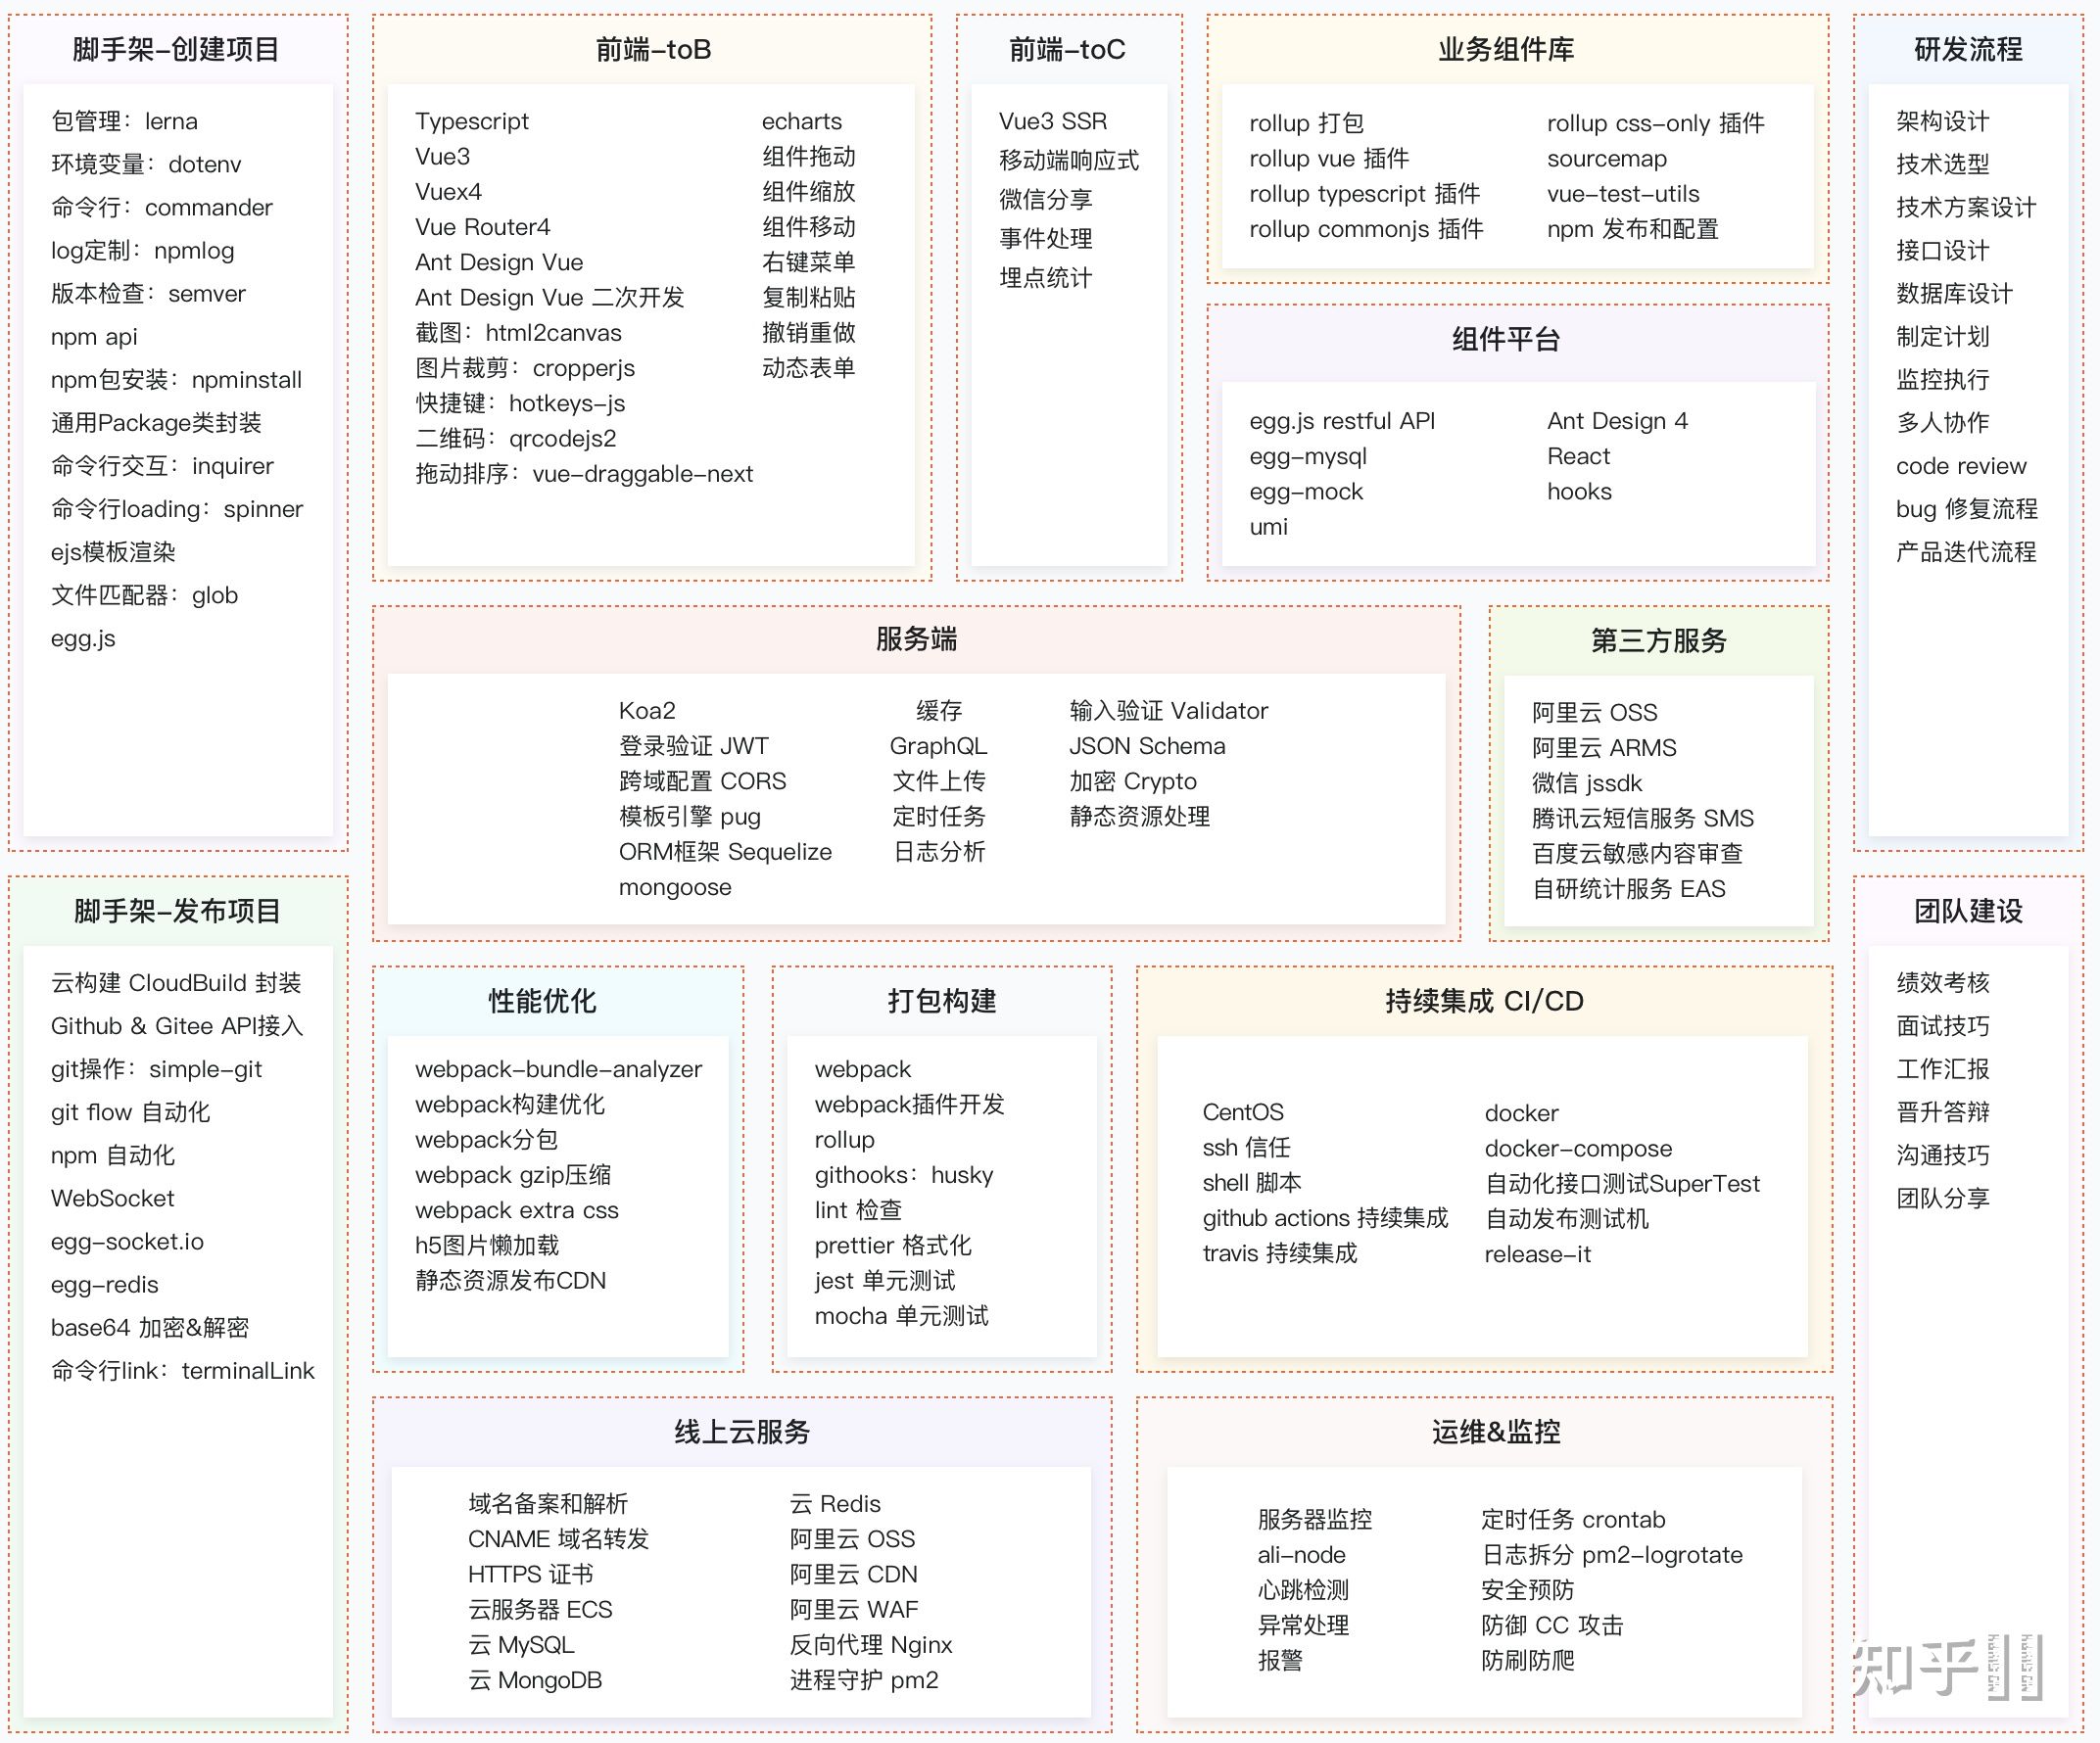 脚手架-创建项目
包管理：lerna
环境变量：dotenv
命令行：commander
log定制：npmlog
版本检查：semver
npm api
npm包安装：npminstall
通用Package类封装
命令行交互：inquirer
命令行loading：spinner
ejs模板渲染
文件匹配器：glob
egg.js
前端-toB
Typescript
Vue3
Vuex4
Vue Router4
Ant Design Vue
Ant Design Vue 二次开发
截图：html2canvas
图片裁剪：cropperjs
快捷键：hotkeys-js
二维码：qrcodejs2
拖动排序：vue-draggable-next
echarts
组件拖动
组件缩放
组件移动
右键菜单
复制粘贴
撤销重做
动态表单
前端-toC
Vue3 SSR
移动端响应式
微信分享
事件处理
埋点统计
业务组件库
rollup 打包
rollup vue 插件
rollup typescript 插件
rollup commonjs 插件
rollup css-only 插件
sourcemap
vue-test-utils
npm 发布和配置
组件平台
egg.js restful API
egg-mysql
egg-mock
umi
Ant Design 4
React
hooks
研发流程
架构设计
技术选型
技术方案设计
接口设计
数据库设计
制定计划
监控执行
多人协作
code review
bug 修复流程
产品迭代流程
服务端
Koa2
登录验证 JWT
跨域配置 CORS
模板引擎 pug
ORM框架 Sequelize
mongoose
缓存
GraphQL
文件上传
定时任务
日志分析
输入验证 Validator
JSON Schema
加密 Crypto
静态资源处理
第三方服务
阿里云 OSS
阿里云 ARMS
微信 jssdk
腾讯云短信服务 SMS
百度云敏感内容审查
自研统计服务 EAS
脚手架-发布项目
云构建 CloudBuild 封装
Github & Gitee API接入
git操作：simple-git
git flow 自动化
npm 自动化
WebSocket
egg-socket.io
egg-redis
base64 加密&解密
命令行link：terminalLink
性能优化
webpack-bundle-analyzer
webpack构建优化
webpack分包
webpack gzip压缩
webpack extra css
h5图片懒加载
静态资源发布CDN
打包构建
webpack
webpack插件开发
rollup
githooks：husky
lint 检查
prettier 格式化
jest 单元测试
mocha 单元测试
持续集成 CI/CD
CentOS
ssh 信任
shell 脚本
github actions 持续集成
travis 持续集成
docker
docker-compose
自动化接口测试SuperTest
自动发布测试机
release-it
团队建设
绩效考核
面试技巧
工作汇报
晋升答辩
沟通技巧
团队分享
线上云服务
域名备案和解析
CNAME 域名转发
HTTPS 证书
云服务器 ECS
云 MySQL
云 MongoDB
云 Redis
阿里云 OSS
阿里云 CDN
阿里云 WAF
反向代理 Nginx
进程守护 pm2
运维&监控
服务器监控
ali-node
心跳检测
异常处理
报警
定时任务 crontab
日志拆分 pm2-logrotate
安全预防
防御 CC 攻击
防刷防爬
知乎